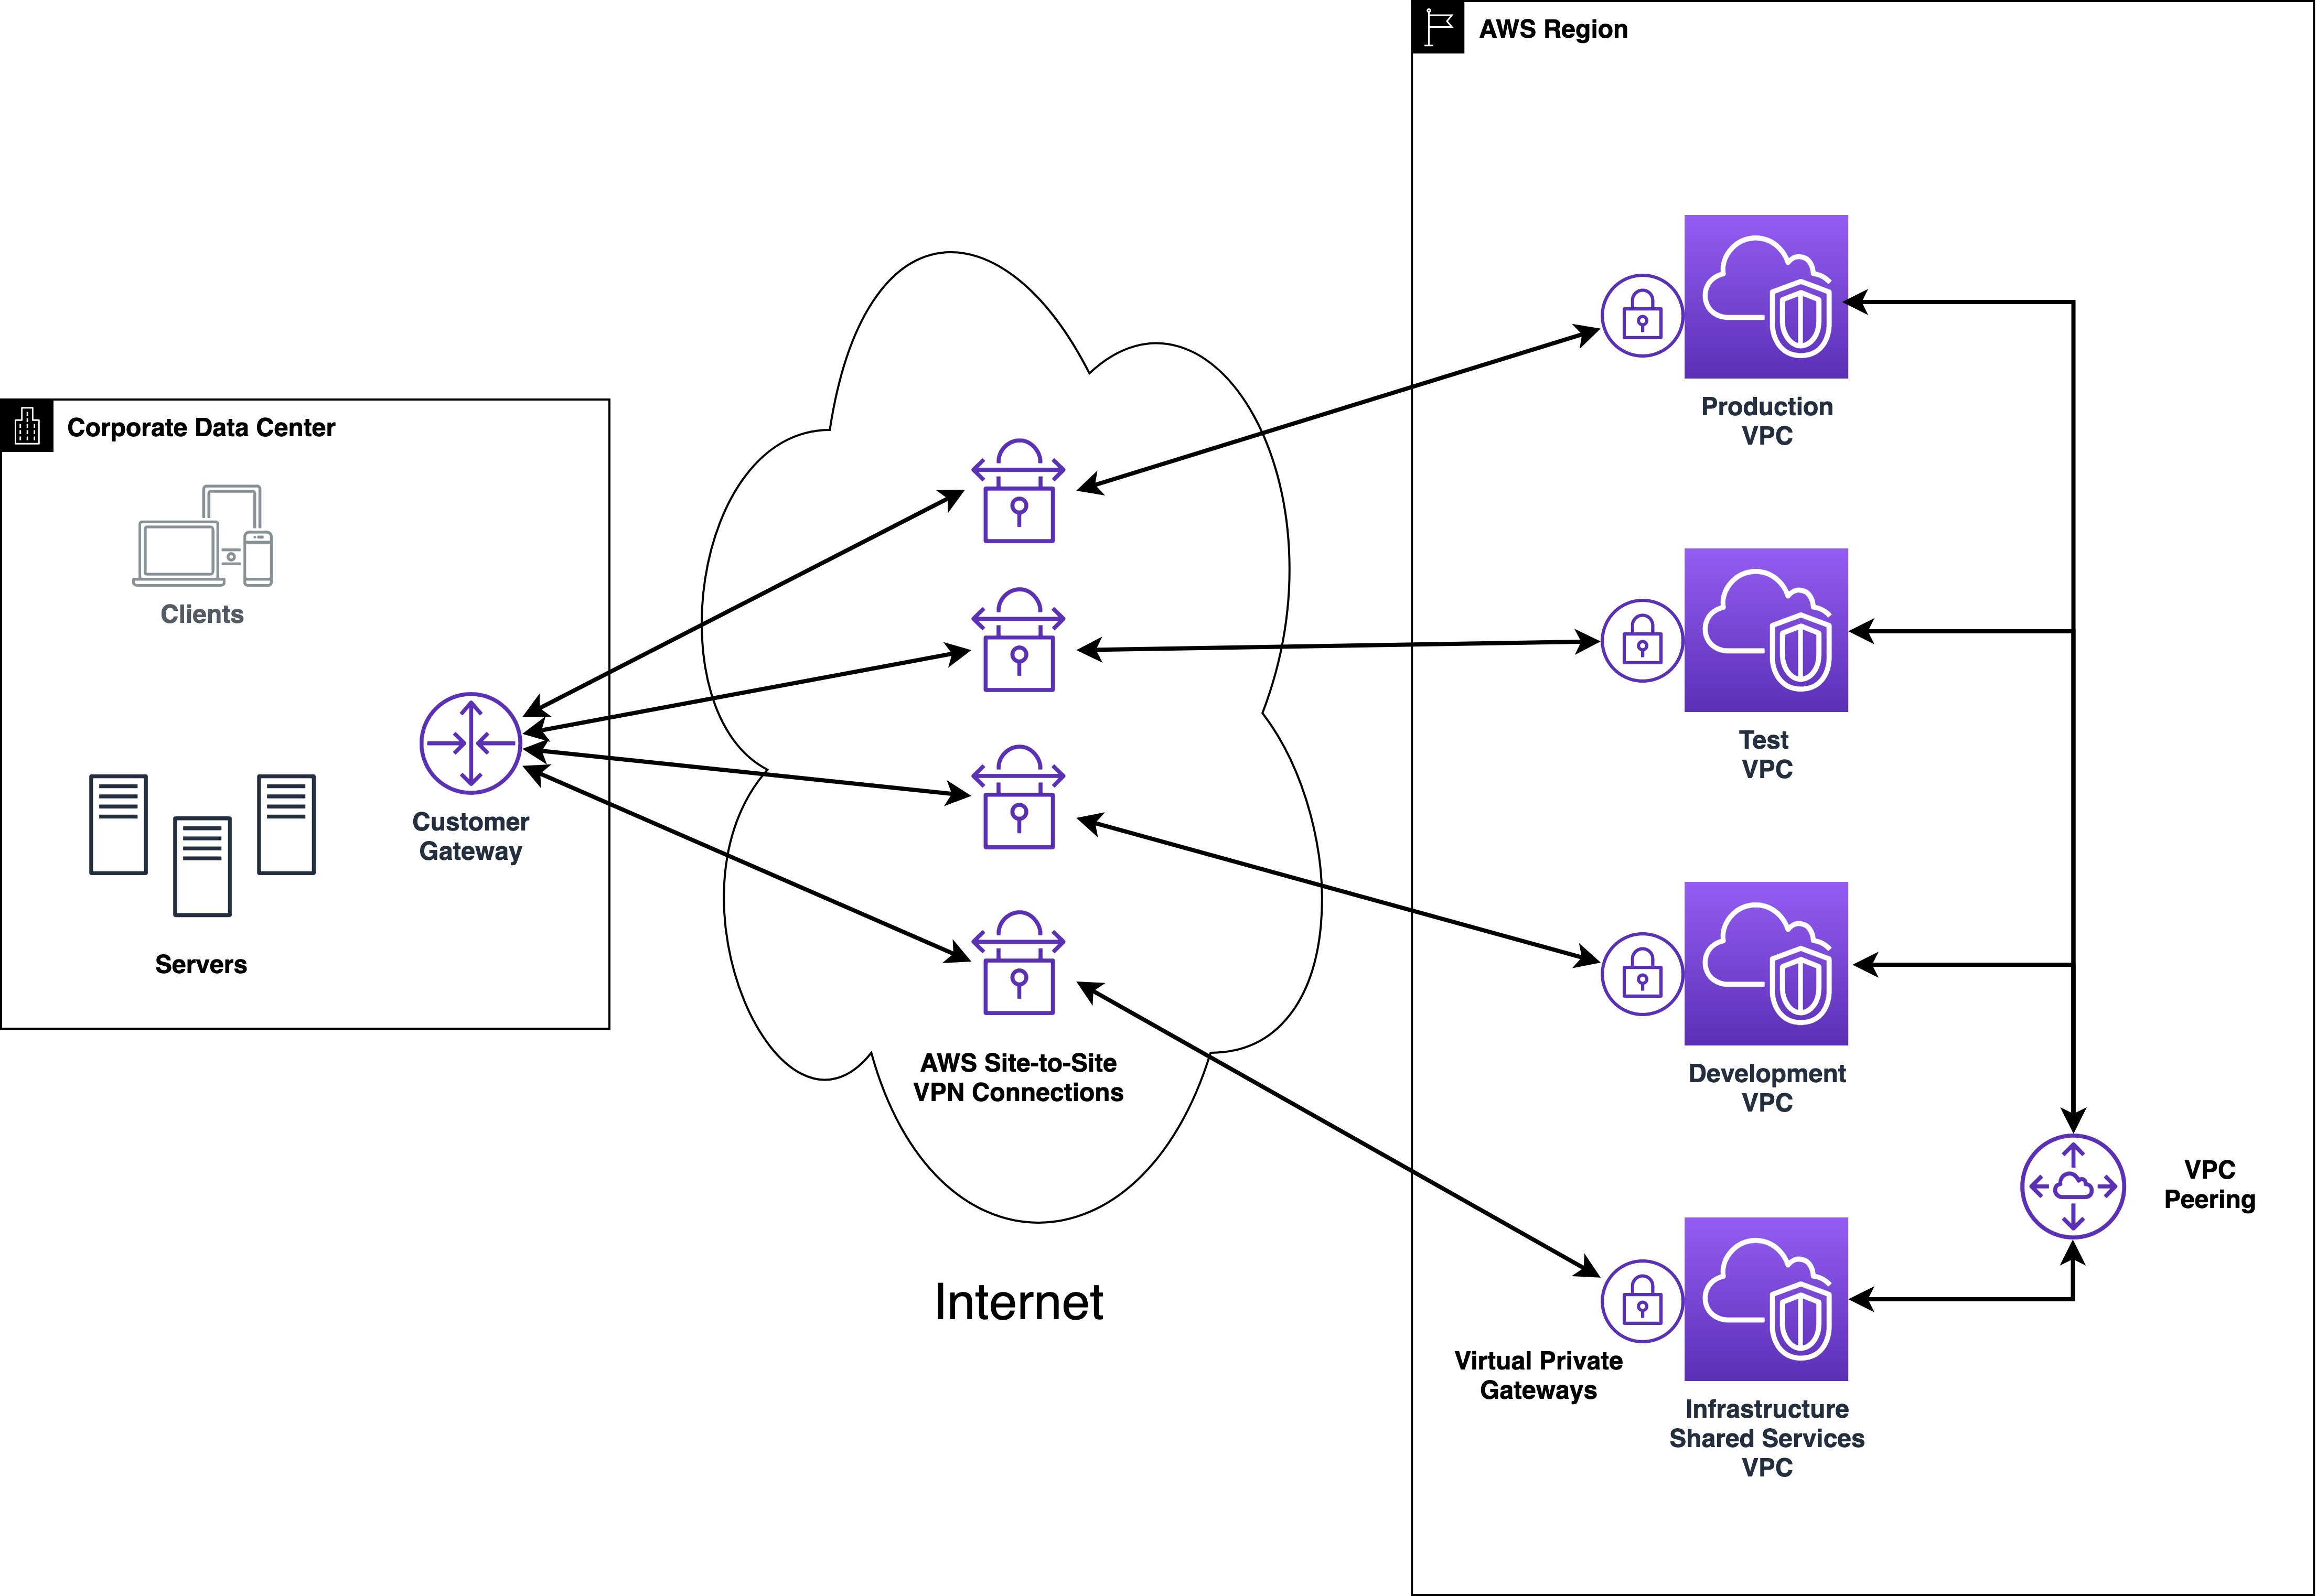 AWS Region
Production
VPC
Corporate Data Center
Clients
Test
VPC
Customer
Gateway
Servers
AWS Site-to-Site
VPN Connections
Development
VPC
VPC
Peering
Internet
Virtual Private
Gateways
Infrastructure
Shared Services
VPC